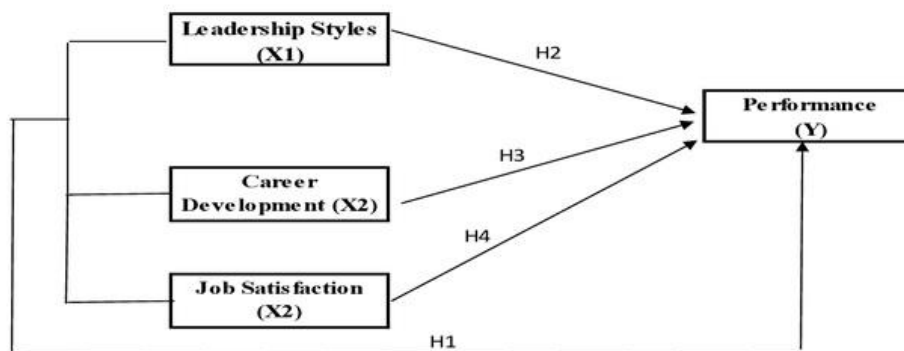 Leadership Styles
(X1)
H2
Performance
(Y)
H3
Career
Development (X2)
H4
Job Satisfaction
(X2)
H1